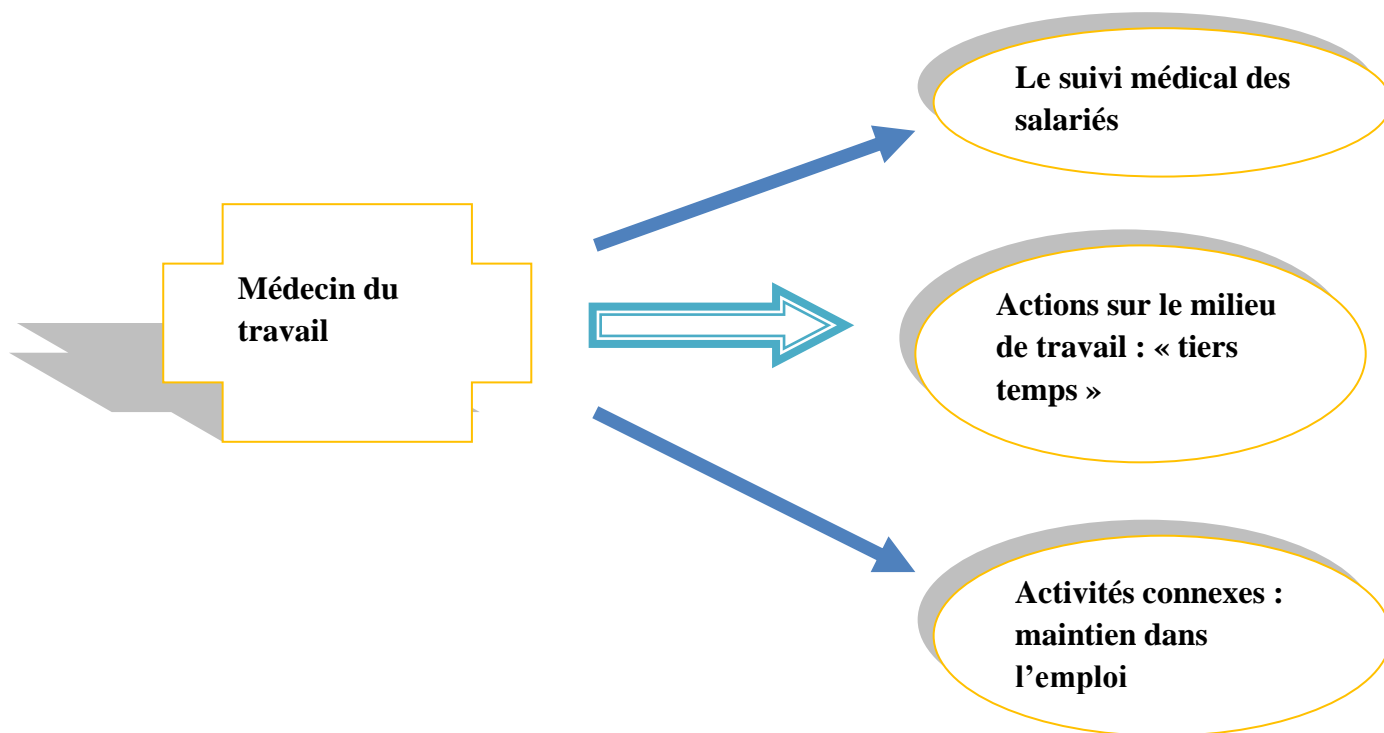 Le suivi médical des
salariés
Médecin du
travail
Actions sur le milieu
de travail : « tiers
temps »
Activités connexes :
maintien dans
l’emploi